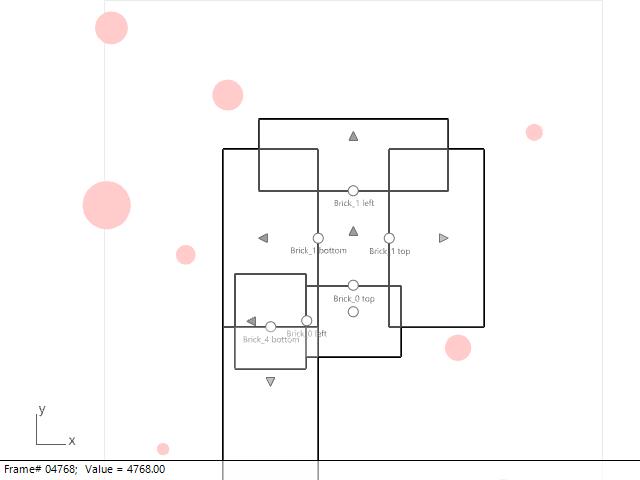 Brick_1 left
Brick_1 bottom
Brick_1 top
Brick_0 top
Brick_0 left
Brick_4 bottom
y
x
Frame# 04768;  Value = 4768.00